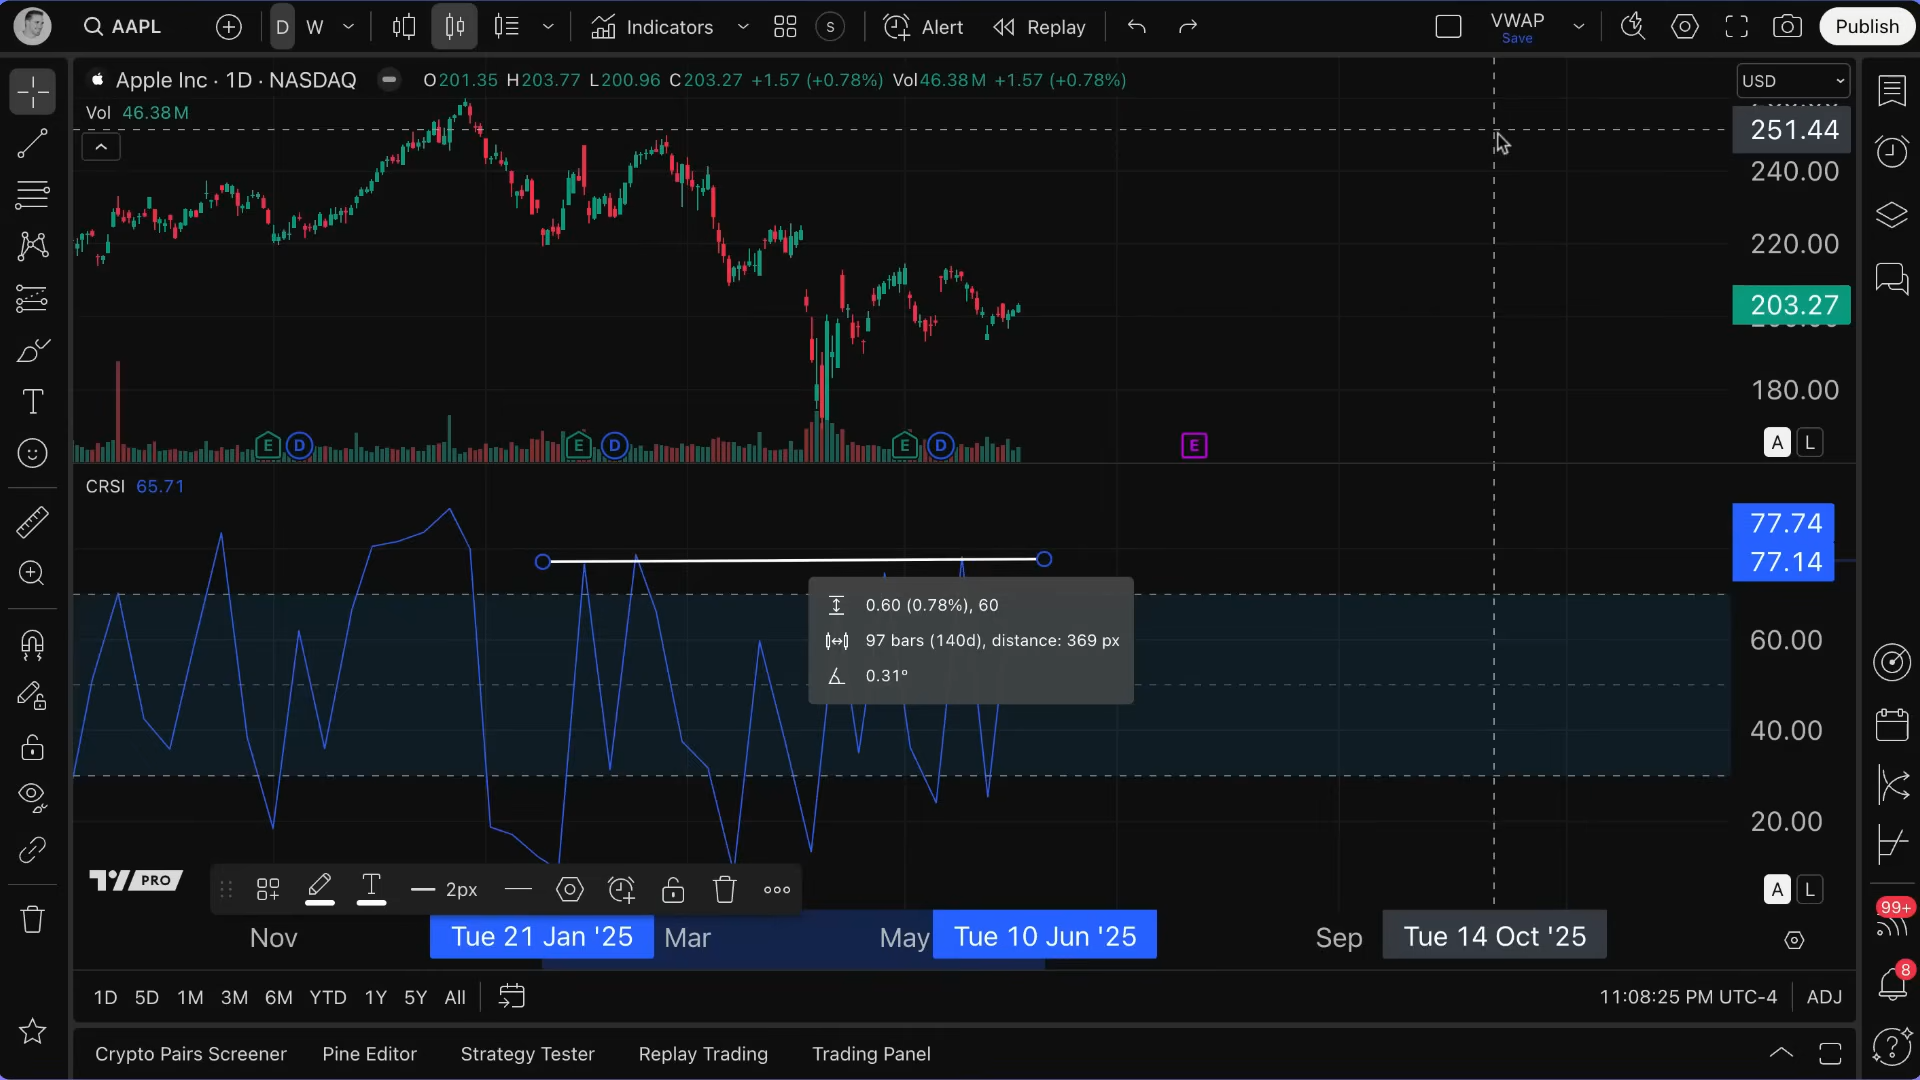 AAPL D W Indicators S Alert Replay VWAP Save Publish
Apple Inc · 1D · NASDAQ O201.35 H203.77 L200.96 C203.27 +1.57 (+0.78%) Vol46.38M +1.57 (+0.78%) USD
Vol 46.38M
251.44
240.00
220.00
203.27
180.00
E D E D E D E
A L
CRSI 65.71
77.74
77.14
0.60 (0.78%), 60
60.00
97 bars (140d), distance: 369 px
0.31°
40.00
20.00
PRO
T 2px
A L
99+
Nov Tue 21 Jan '25 Mar May Tue 10 Jun '25 Sep Tue 14 Oct '25
8
1D 5D 1M 3M 6M YTD 1Y 5Y All 11:08:25 PM UTC-4 ADJ
Crypto Pairs Screener Pine Editor Strategy Tester Replay Trading Trading Panel